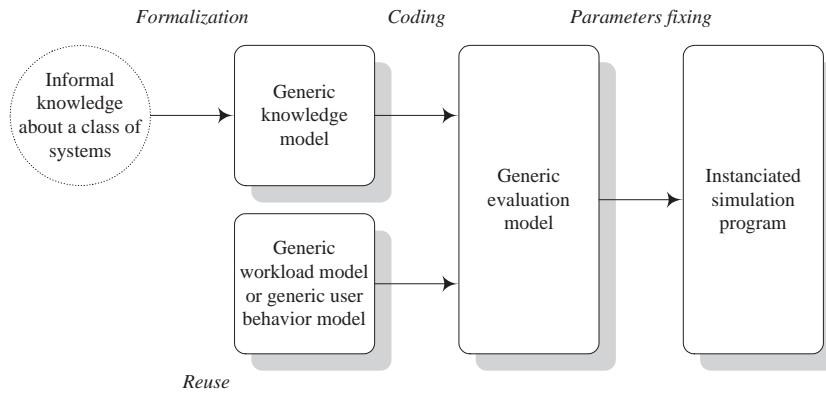 Formalization
Coding
Parameters fixing
Informal
knowledge
about a class of
systems
Generic
knowledge
model
Generic
workload model
or generic user
behavior model
Generic
evaluation
model
Instanciated
simulation
program
Reuse